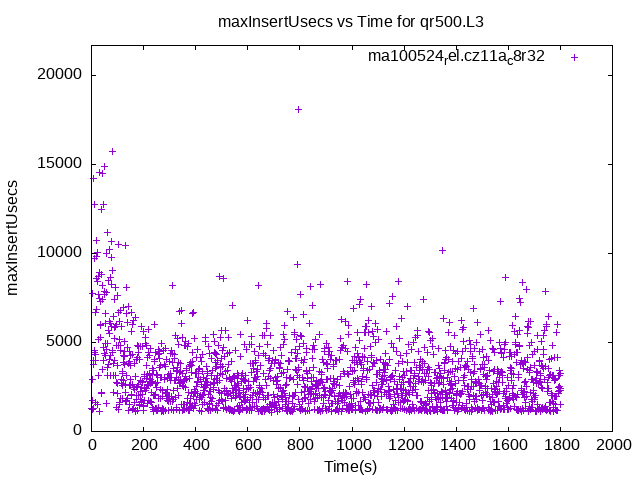 maxInsertUsecs vs Time for qr500.L3
ma100524_rel.cz11a_c8r32
20000
15000
10000
5000
0
maxInsertUsecs
0 200 400 600 800 1000 1200 1400 1600 1800 2000
Time(s)